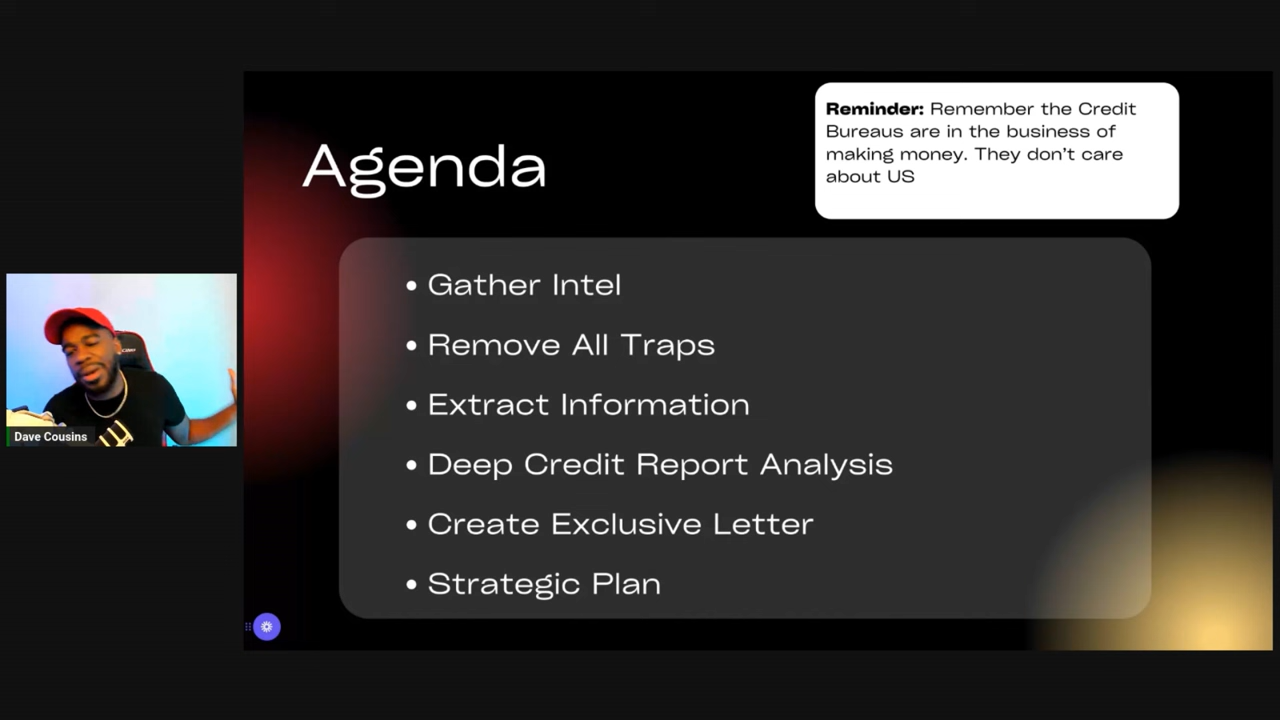 Agenda
Reminder: Remember the Credit
Bureaus are in the business of
making money. They don’t care
about US
• Gather Intel
• Remove All Traps
• Extract Information
• Deep Credit Report Analysis
• Create Exclusive Letter
• Strategic Plan
Dave Cousins